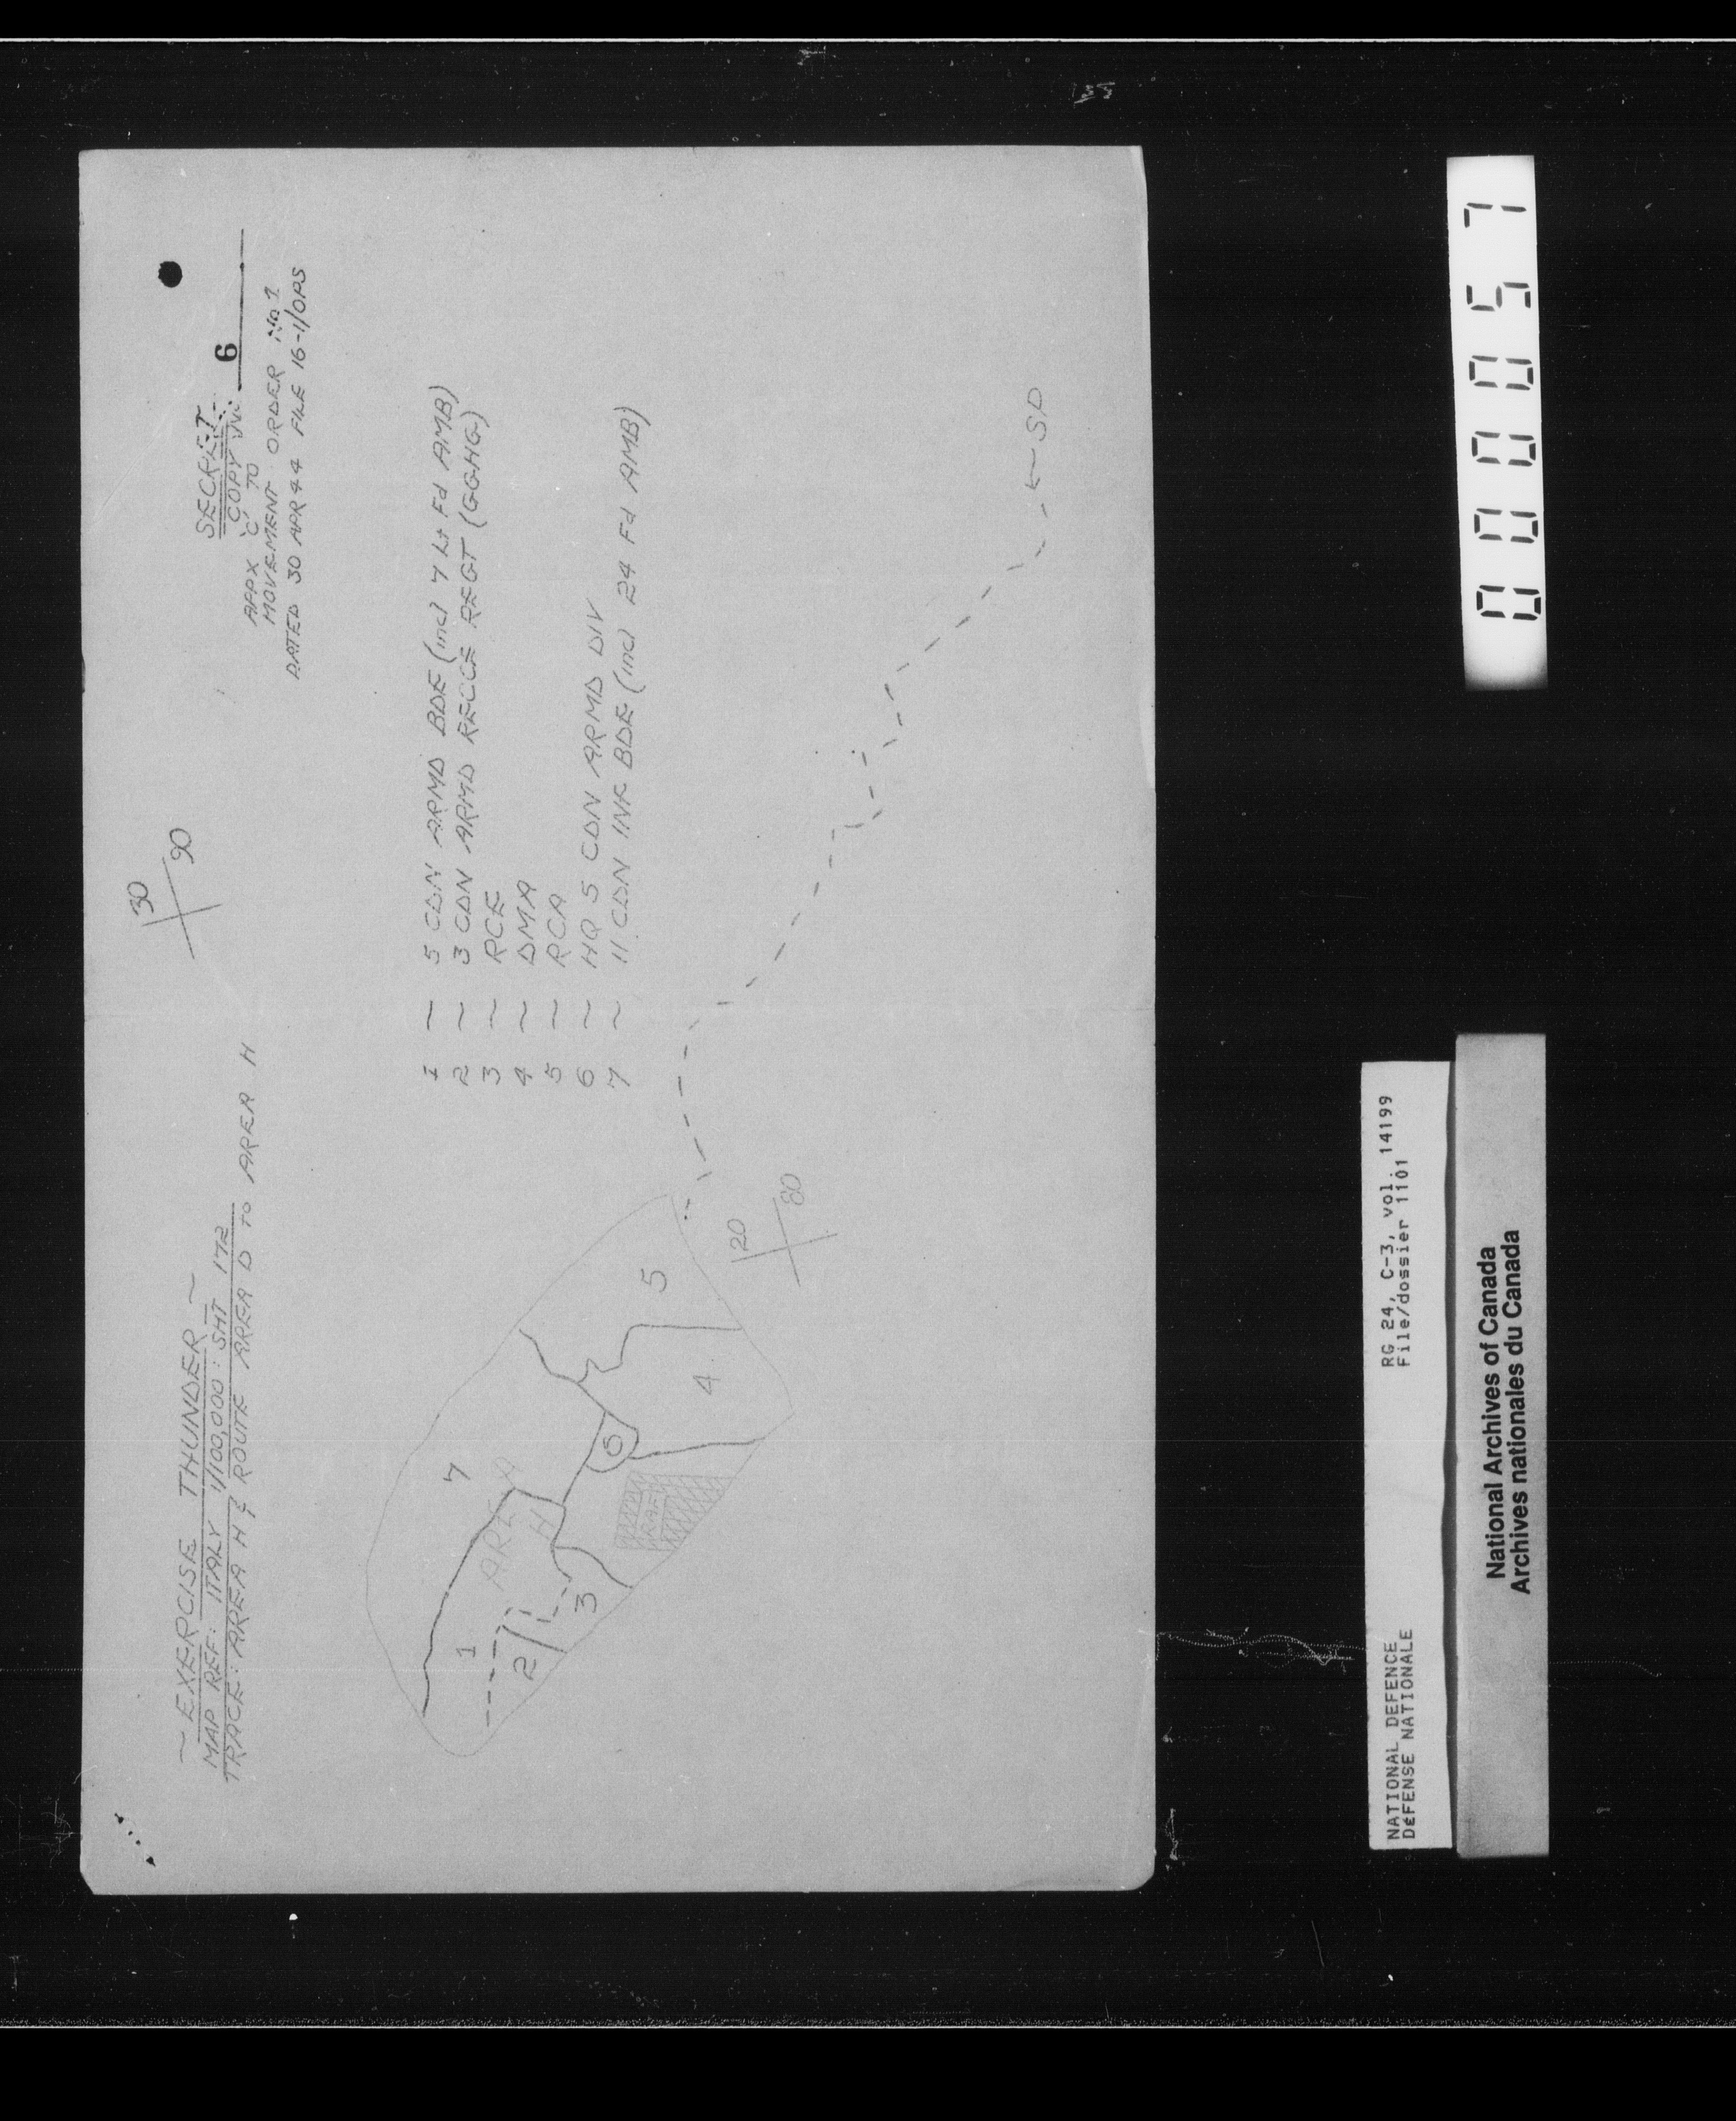 ~ EXERCISE THUNDER ~
MAP REF: ITALY 1/100,000: SHT 172
TRACE: AREA H & ROUTE AREA D TO AREA H
30
90
SECRET
COPY No. 6
APPX 'C' TO
MOVEMENT ORDER No 1
DATED 30 APR 44 FILE 16-1/OPS
1 ~ 5 CDN ARMD BDE (incl 7 Lt Fd AMB)
2 ~ 3 CDN ARMD RECCE REGT (GGHG)
3 ~ RCE
4 ~ DMA
5 ~ RCA
6 ~ HQ 5 CDN ARMD DIV
7 ~ 11 CDN INF BDE (incl 24 Fd AMB)
7
AREA
H
1
2
3
RAF
6
4
5
20
80
← SP
NATIONAL DEFENCE RG 24, C-3, vol. 14199
DÉFENSE NATIONALE File/dossier 1101
National Archives of Canada
Archives nationales du Canada
000057